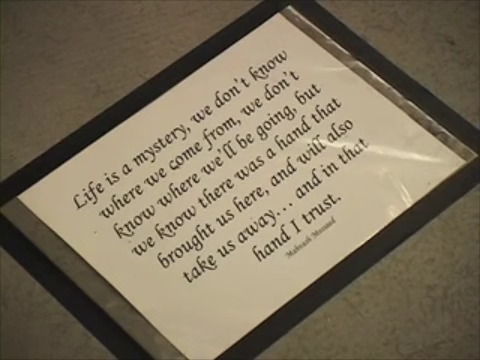 Life is a mystery, we don't know
where we come from, we don't
know where we'll be going, but
we know there was a hand that
brought us here, and will also
take us away... and in that
hand I trust.
Mahvash Mossaed